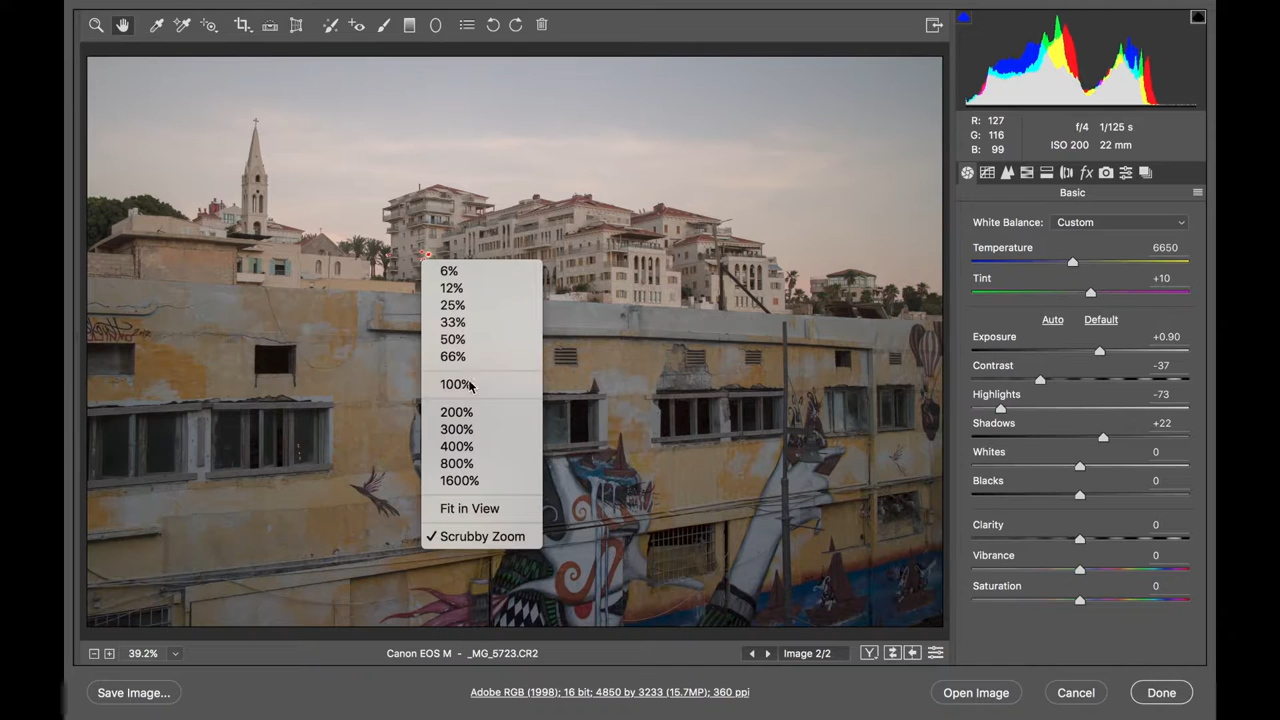 R: 127
G: 116
B: 99
f/4 1/125 s
ISO 200 22 mm
fx
Basic
White Balance: Custom
Temperature 6650
Tint +10
Auto Default
Exposure +0.90
Contrast -37
Highlights -73
Shadows +22
Whites 0
Blacks 0
Clarity 0
Vibrance 0
Saturation 0
6%
12%
25%
33%
50%
66%
100%
200%
300%
400%
800%
1600%
Fit in View
Scrubby Zoom
39.2% Canon EOS M - _MG_5723.CR2 Image 2/2 Y
Save Image... Adobe RGB (1998); 16 bit; 4850 by 3233 (15.7MP); 360 ppi Open Image Cancel Done